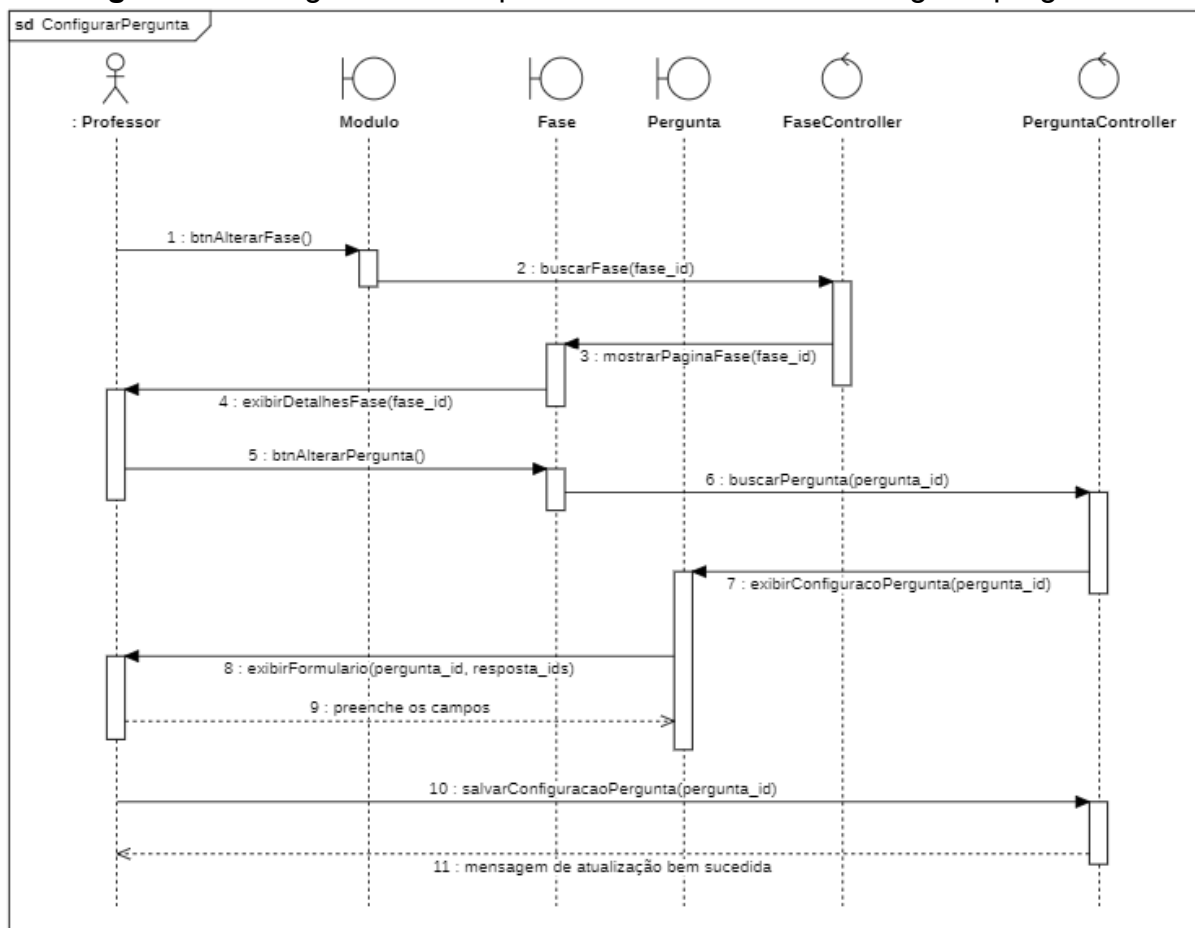 sd ConfigurarPergunta
: Professor
Modulo
Fase
Pergunta
FaseController
PerguntaController
1 : btnAlterarFase()
2 : buscarFase(fase_id)
3 : mostrarPaginaFase(fase_id)
4 : exibirDetalhesFase(fase_id)
5 : btnAlterarPergunta()
6 : buscarPergunta(pergunta_id)
7 : exibirConfiguracoPergunta(pergunta_id)
8 : exibirFormulario(pergunta_id, resposta_ids)
9 : preenche os campos
10 : salvarConfiguracaoPergunta(pergunta_id)
11 : mensagem de atualização bem sucedida